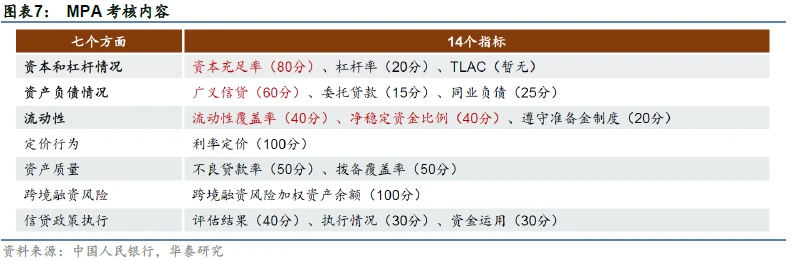 图表7： MPA 考核内容
七个方面 14个指标
资本和杠杆情况 资本充足率（80分）、杠杆率（20分）、TLAC（暂无）
资产负债情况 广义信贷（60分）、委托贷款（15分）、同业负债（25分）
流动性 流动性覆盖率（40分）、净稳定资金比例（40分）、遵守准备金制度（20分）
定价行为 利率定价（100分）
资产质量 不良贷款率（50分）、拨备覆盖率（50分）
跨境融资风险 跨境融资风险加权资产余额（100分）
信贷政策执行 评估结果（40分）、执行情况（30分）、资金运用（30分）
资料来源：中国人民银行，华泰研究